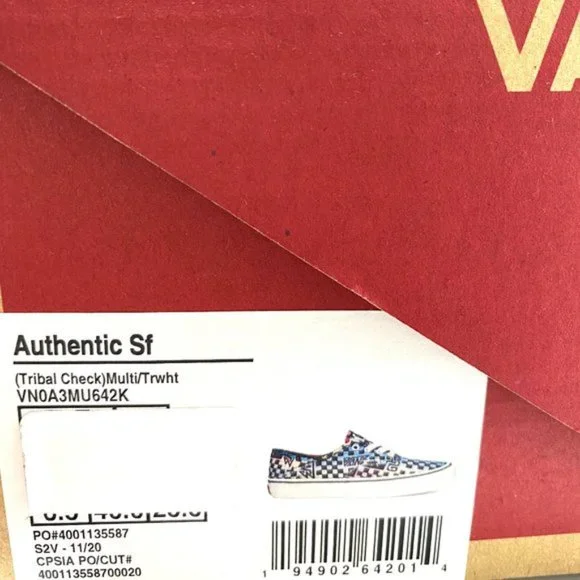 VA
Authentic Sf
(Tribal Check)Multi/Trwht
VN0A3MU642K
PO#4001135587
S2V - 11/20
CPSIA PO/CUT#
400113558700020
1 94902 64201 4